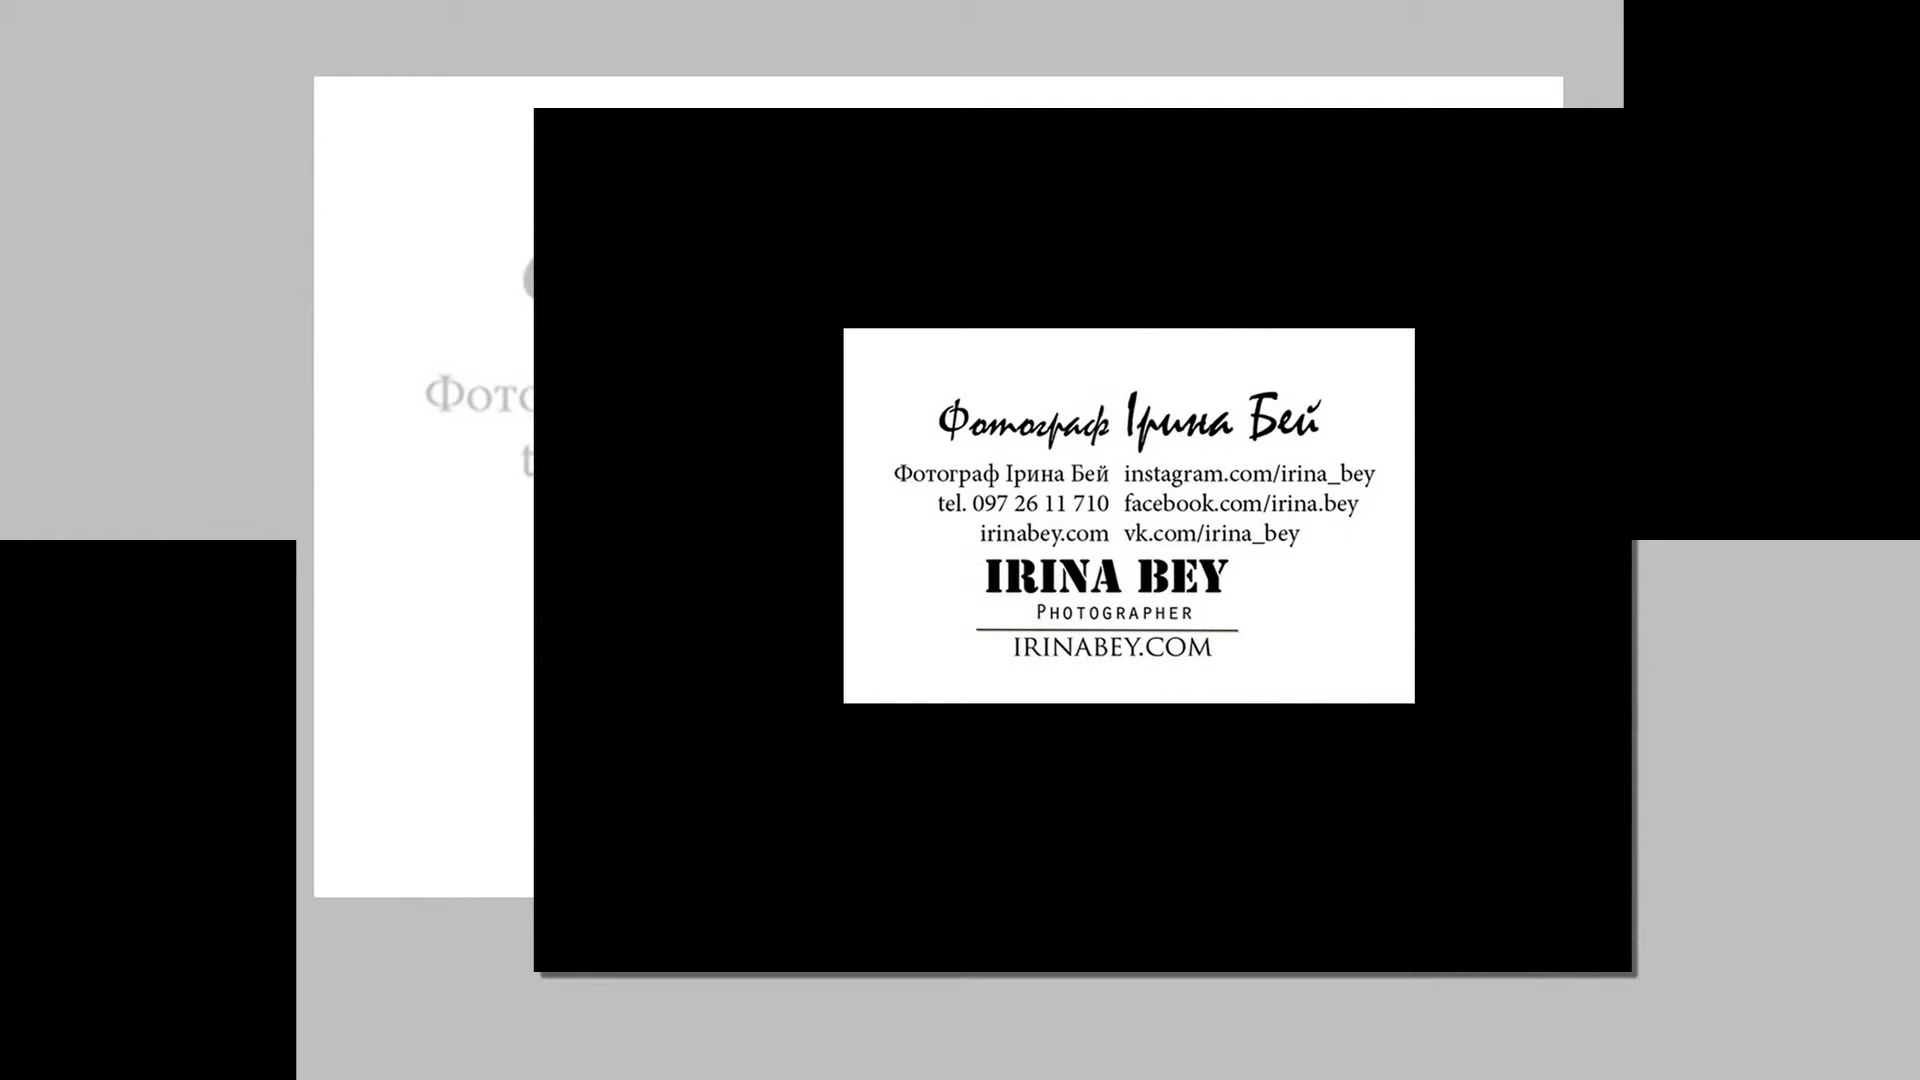 Фотограф Ірина Бей
Фотограф Ірина Бей instagram.com/irina_bey
tel. 097 26 11 710 facebook.com/irina.bey
irinabey.com vk.com/irina_bey
IRINA BEY
PHOTOGRAPHER
IRINABEY.COM